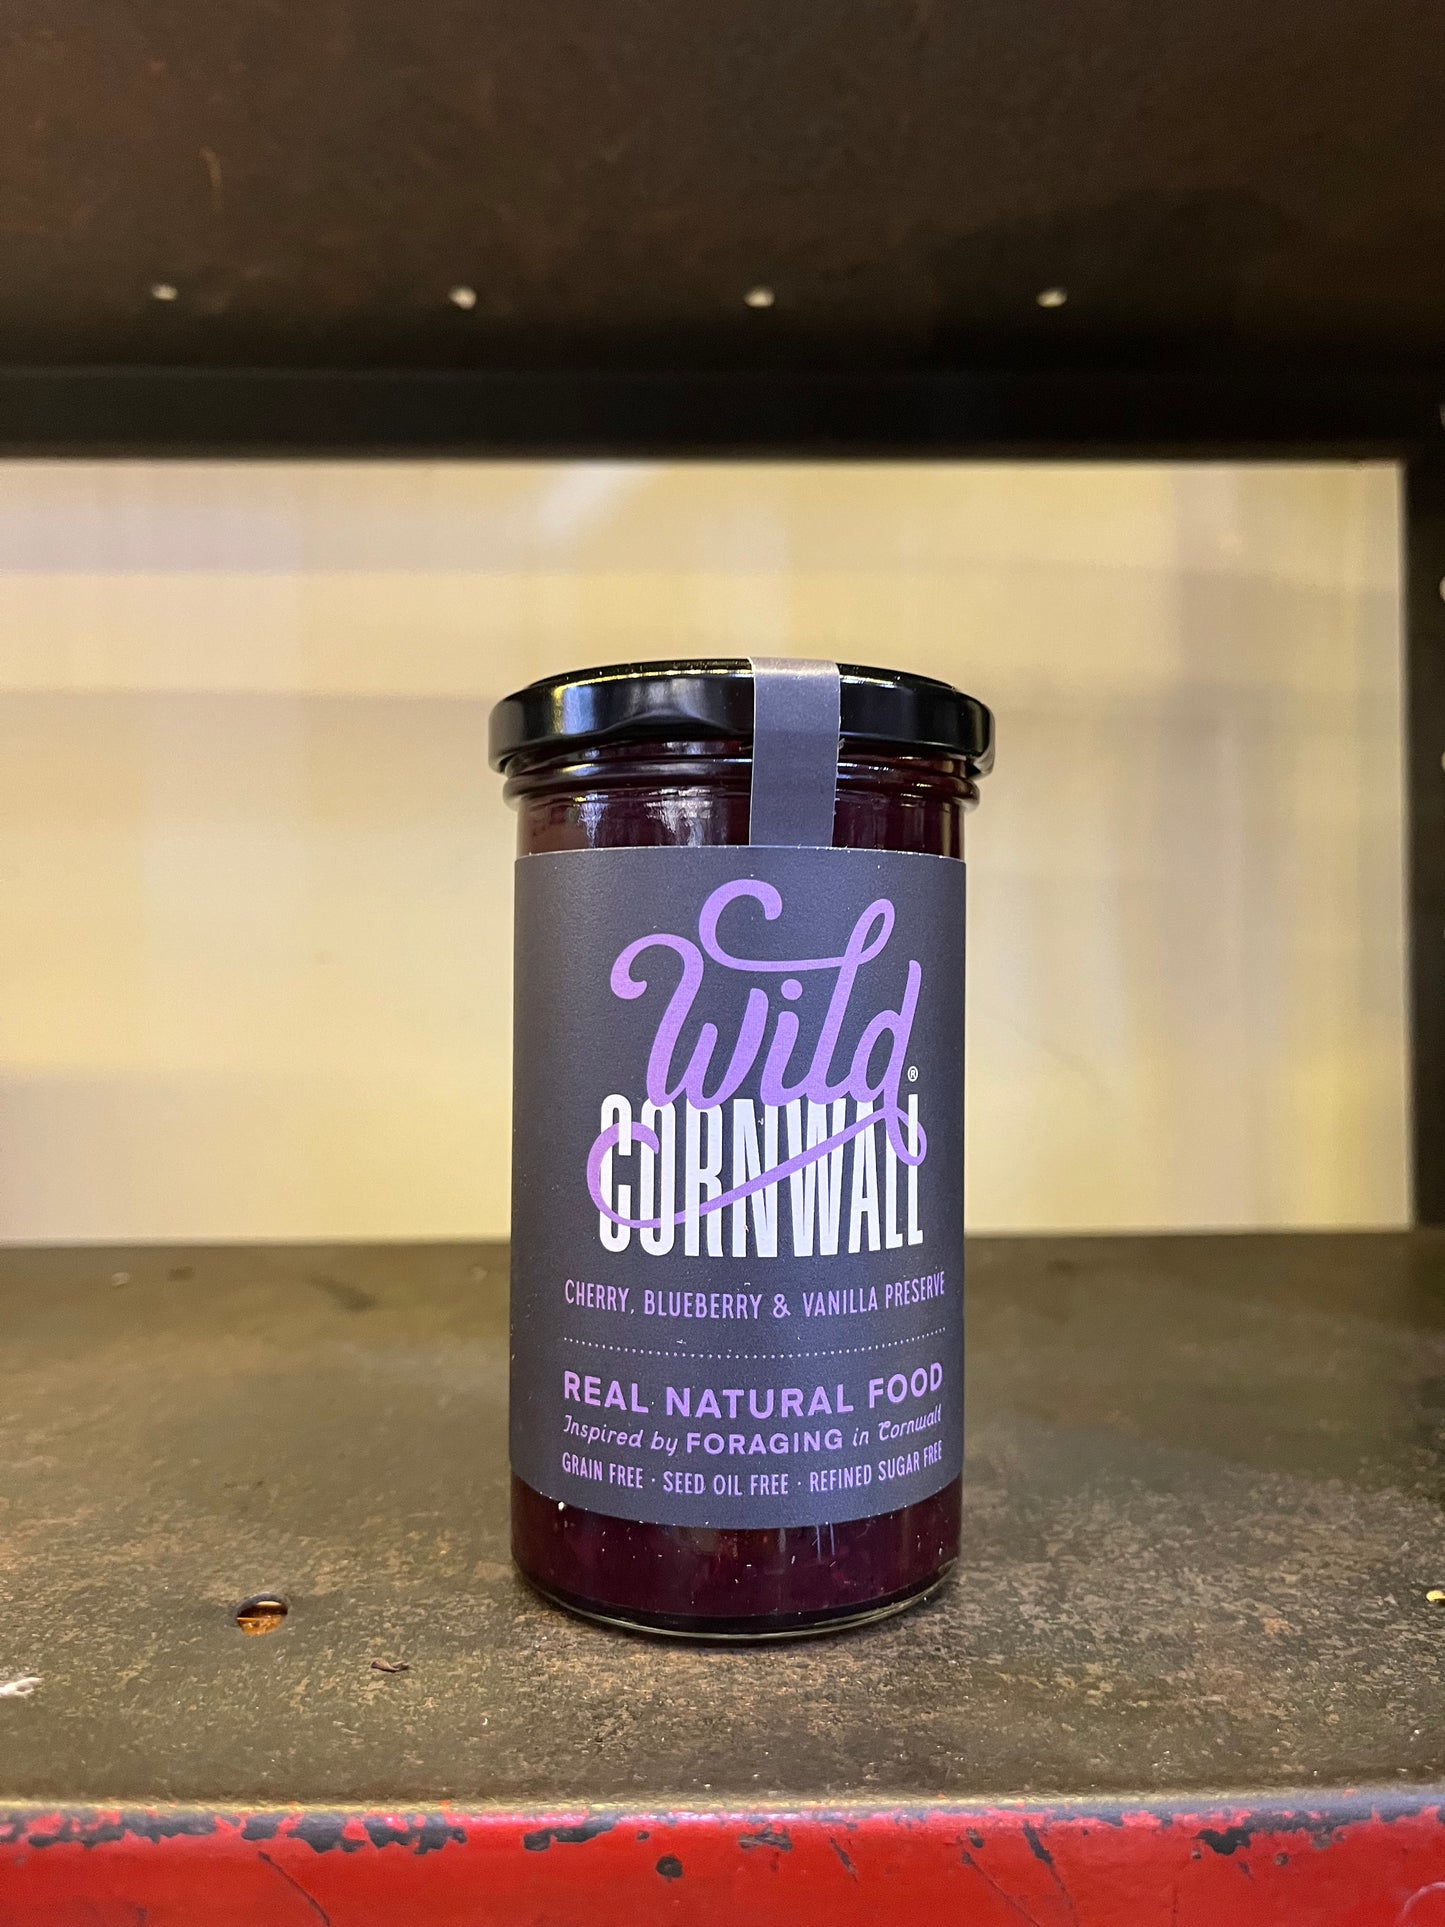 Wild®
CORNWALL
CHERRY, BLUEBERRY & VANILLA PRESERVE
REAL NATURAL FOOD
Inspired by FORAGING in Cornwall
GRAIN FREE · SEED OIL FREE · REFINED SUGAR FREE